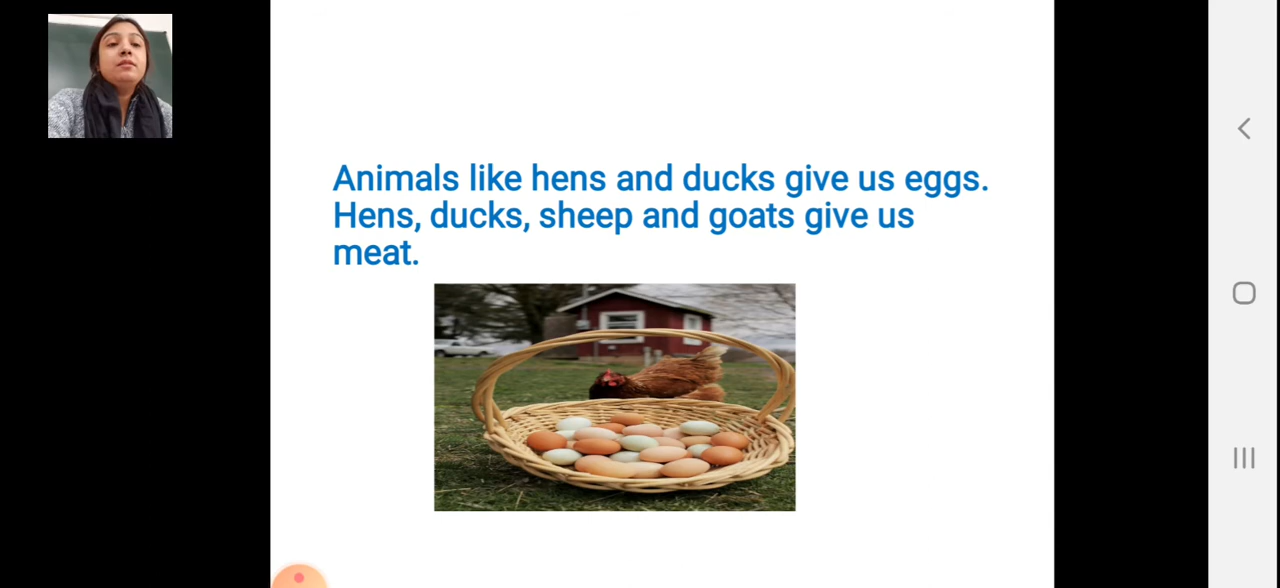 Animals like hens and ducks give us eggs.
Hens, ducks, sheep and goats give us
meat.